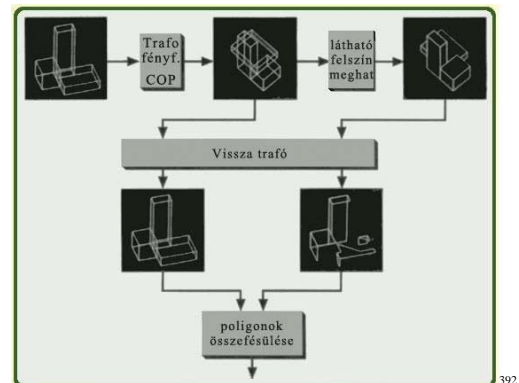 Trafo
fényf.
COP
látható
felszín
meghat
Vissza trafó
poligonok
összefésülése
392